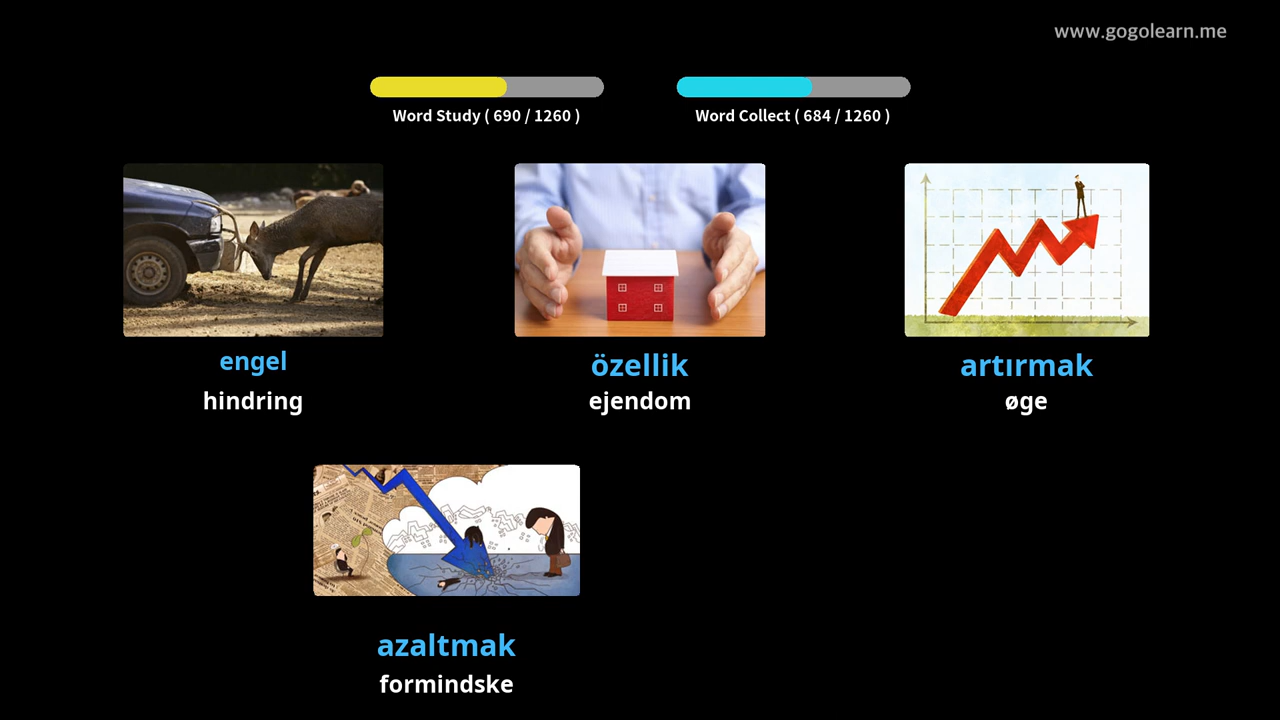 www.gogolearn.me
Word Study ( 690 / 1260 )
Word Collect ( 684 / 1260 )
engel
hindring
özellik
ejendom
artırmak
øge
azaltmak
formindske